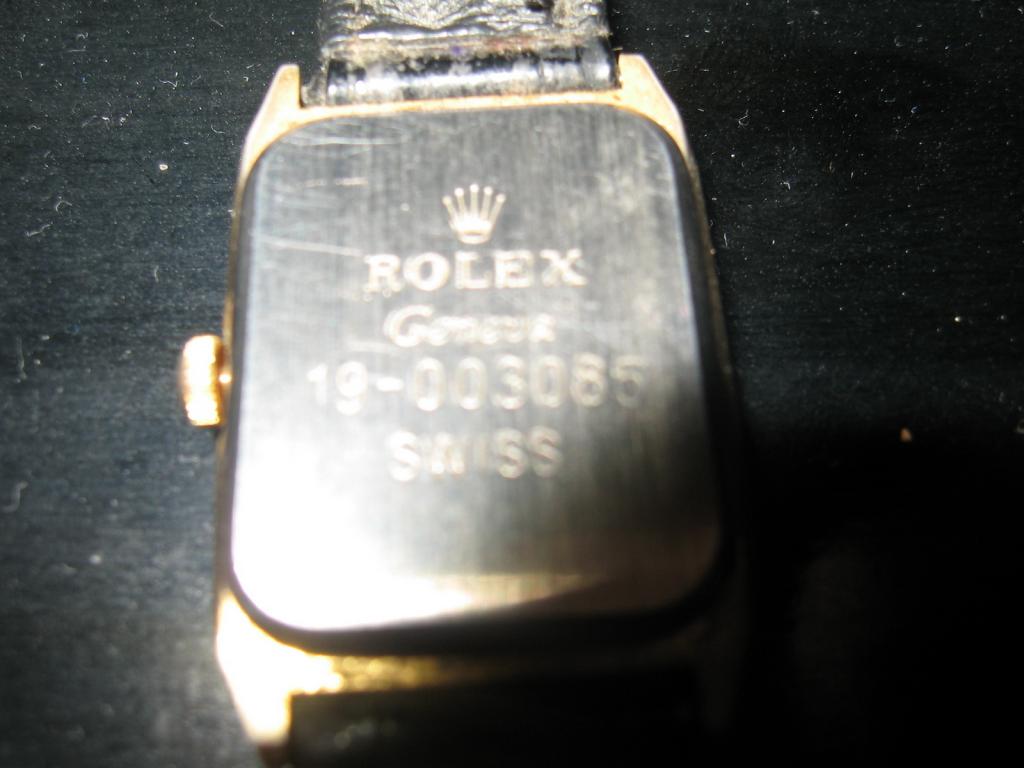 ROLEX
Geneva
19-003085
SWISS